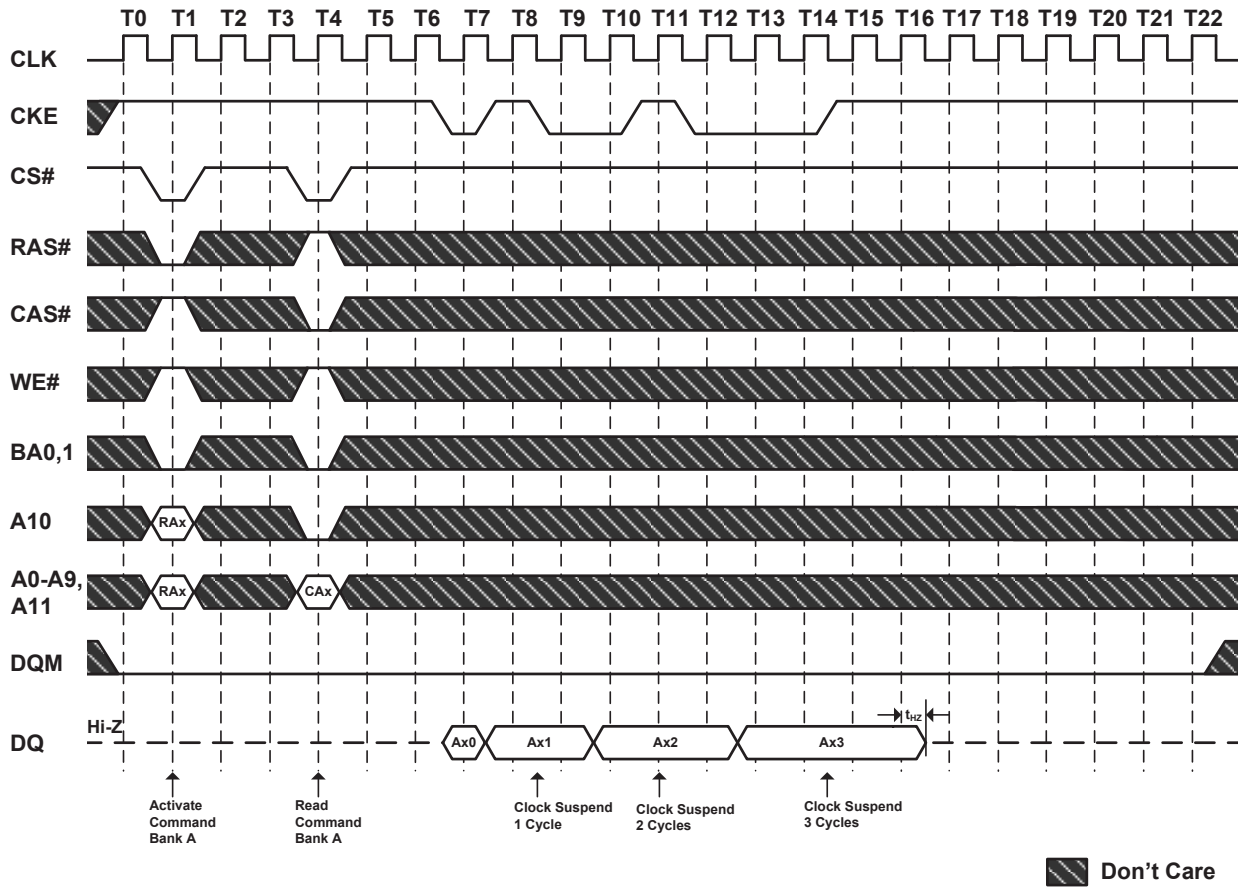 T0 T1 T2 T3 T4 T5 T6 T7 T8 T9 T10 T11 T12 T13 T14 T15 T16 T17 T18 T19 T20 T21 T22
CLK
CKE
CS#
RAS#
CAS#
WE#
BA0,1
A10
RAx
A0-A9,
A11
RAx CAx
DQM
Hi-Z
tHZ
DQ
Ax0 Ax1 Ax2 Ax3
Activate
Command
Bank A
Read
Command
Bank A
Clock Suspend
1 Cycle
Clock Suspend
2 Cycles
Clock Suspend
3 Cycles
Don't Care